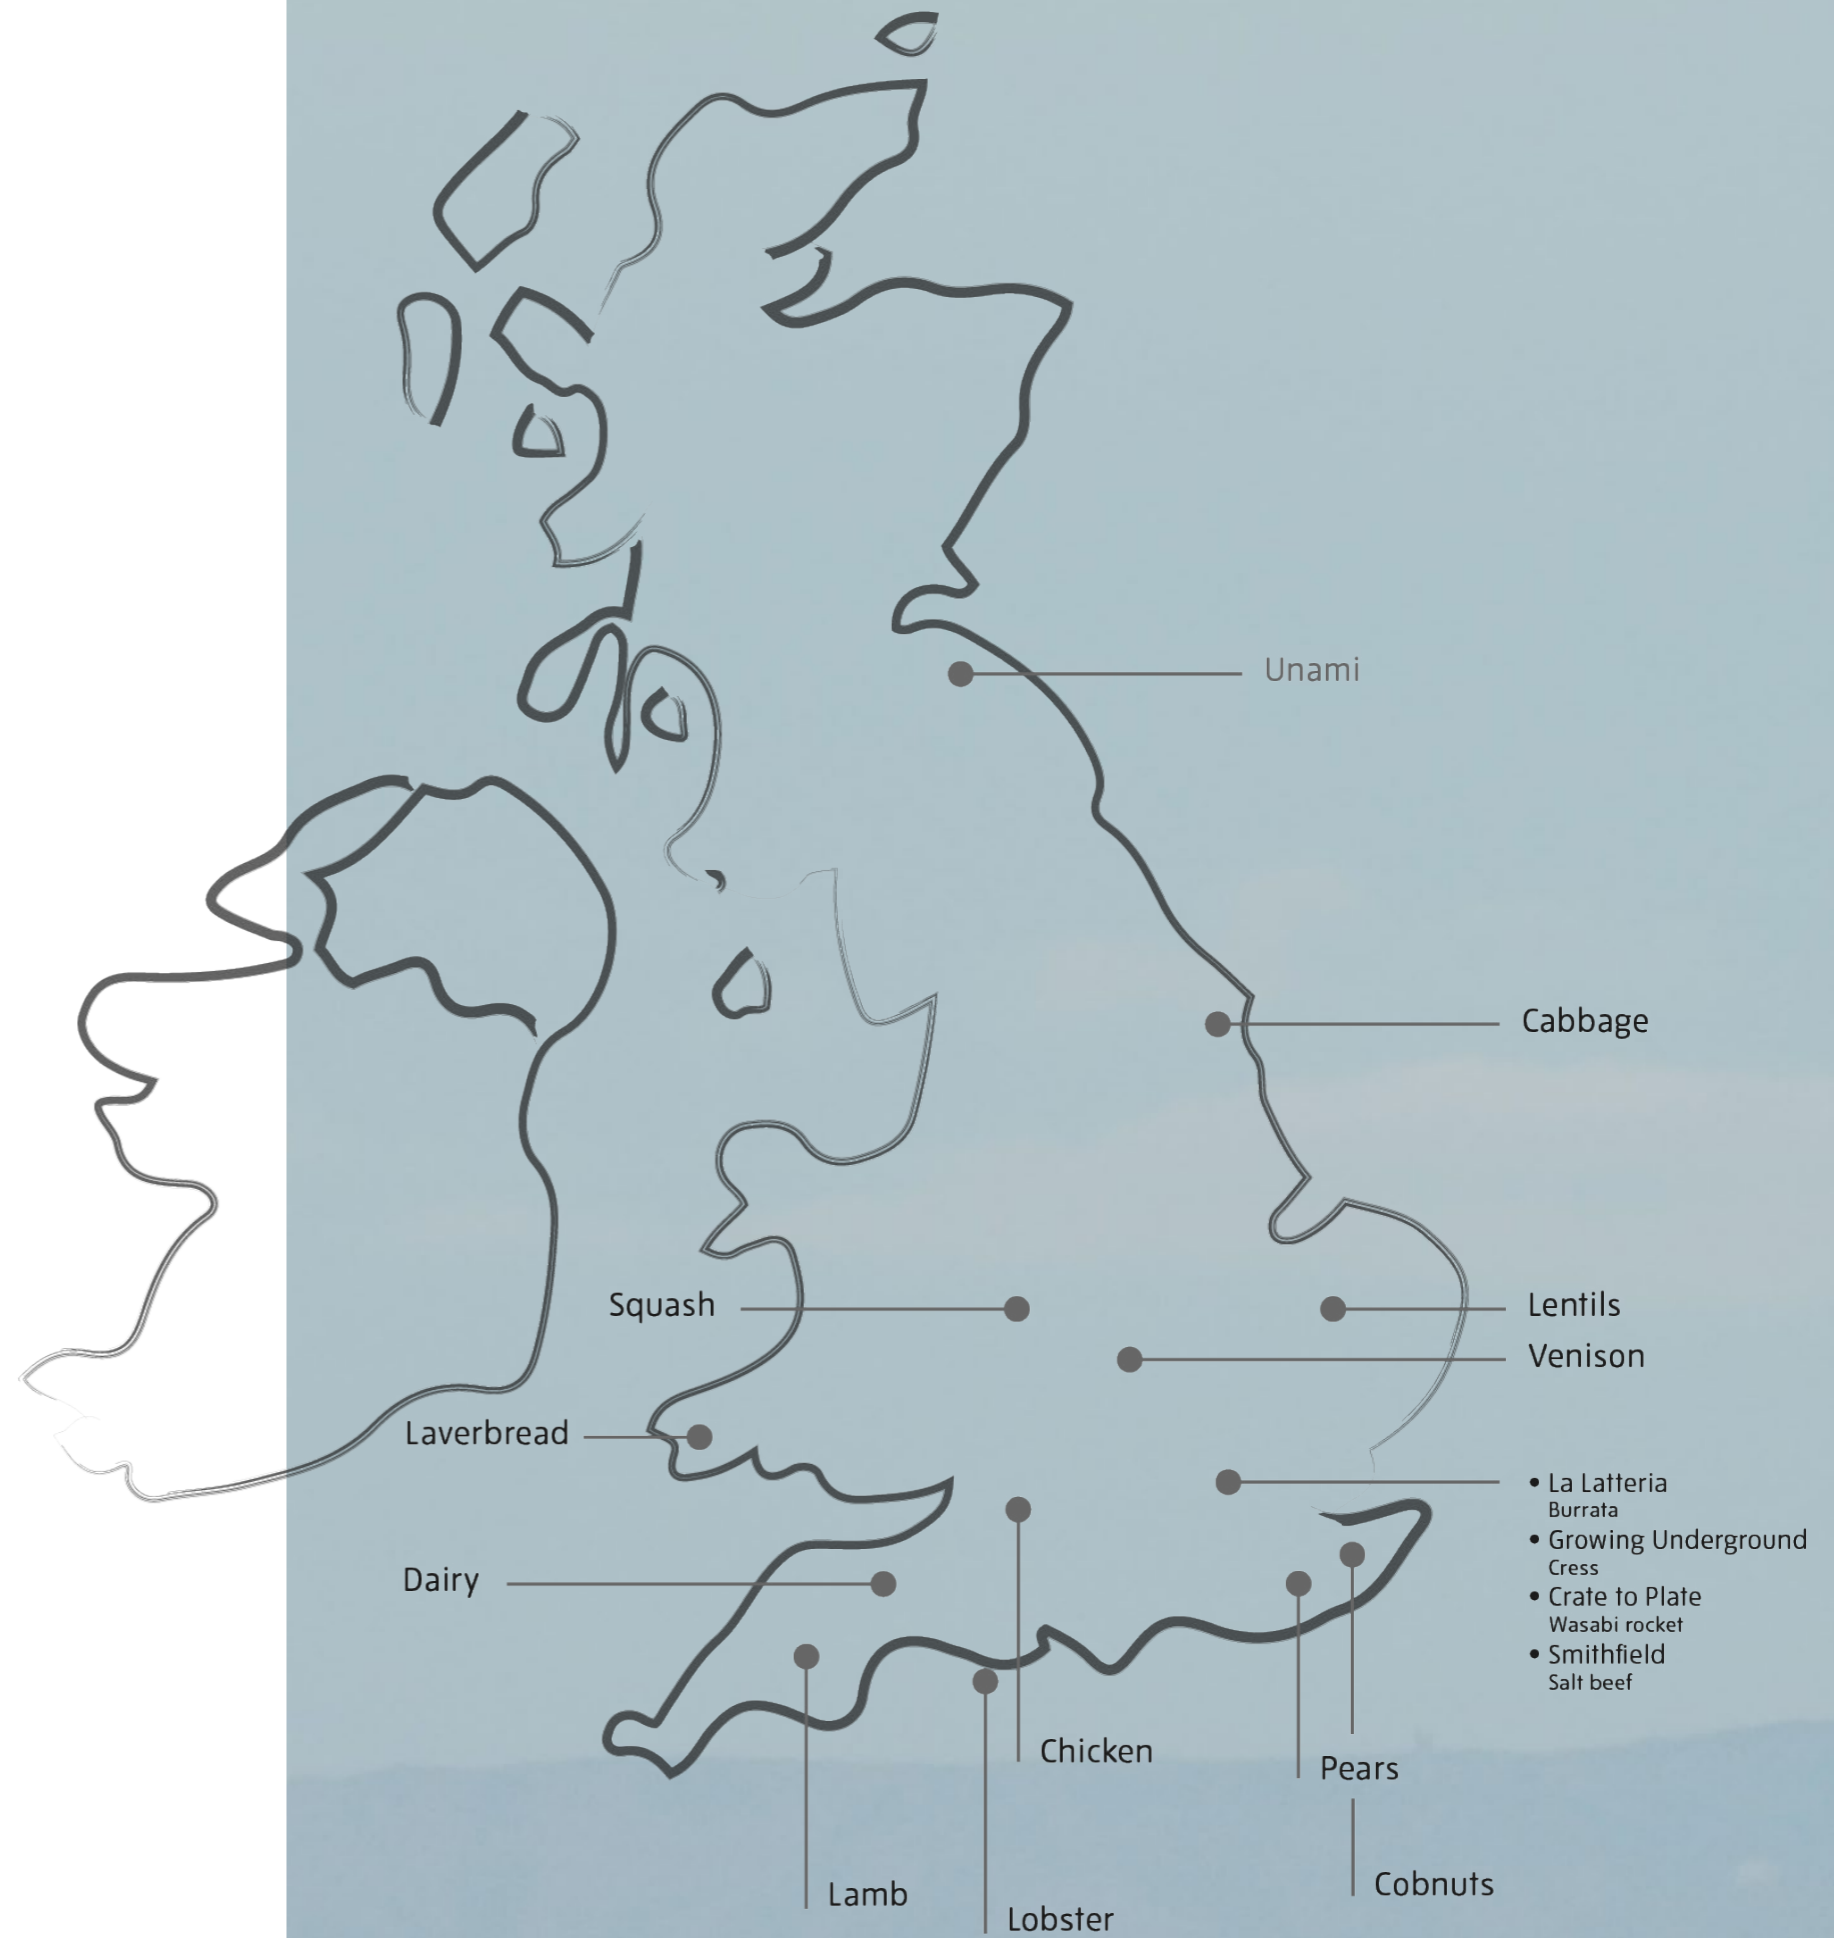 Unami
Cabbage
Squash
Lentils
Venison
Laverbread
• La Latteria
Burrata
• Growing Underground
Cress
• Crate to Plate
Wasabi rocket
• Smithfield
Salt beef
Dairy
Chicken
Pears
Cobnuts
Lamb
Lobster